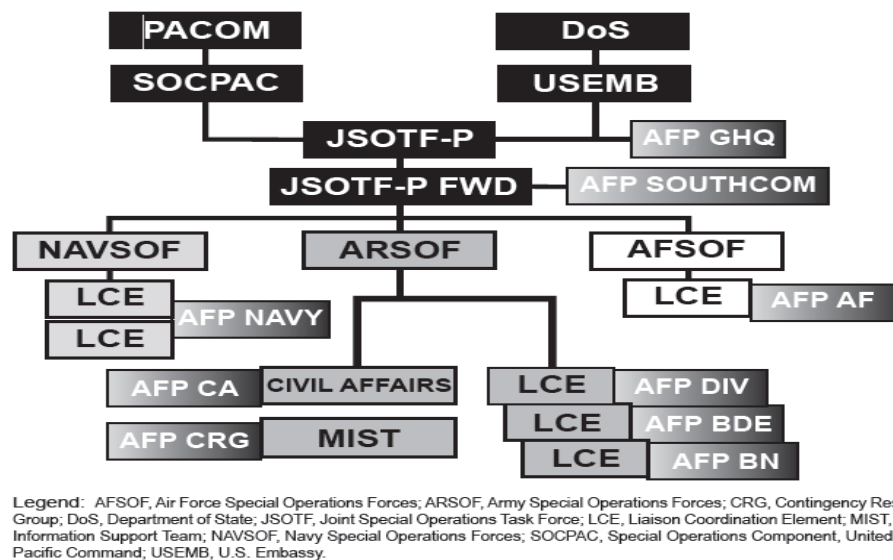 PACOM DoS
SOCPAC USEMB
JSOTF-P AFP GHQ
JSOTF-P FWD AFP SOUTHCOM
NAVSOF ARSOF AFSOF
LCE AFP NAVY LCE AFP AF
LCE
AFP CA CIVIL AFFAIRS LCE AFP DIV
AFP CRG MIST LCE AFP BDE
LCE AFP BN
Legend: AFSOF, Air Force Special Operations Forces; ARSOF, Army Special Operations Forces; CRG, Contingency
Group; DoS, Department of State; JSOTF, Joint Special Operations Task Force; LCE, Liaison Coordination Element; MIST,
Information Support Team; NAVSOF, Navy Special Operations Forces; SOCPAC, Special Operations Component, United
Pacific Command; USEMB, U.S. Embassy.